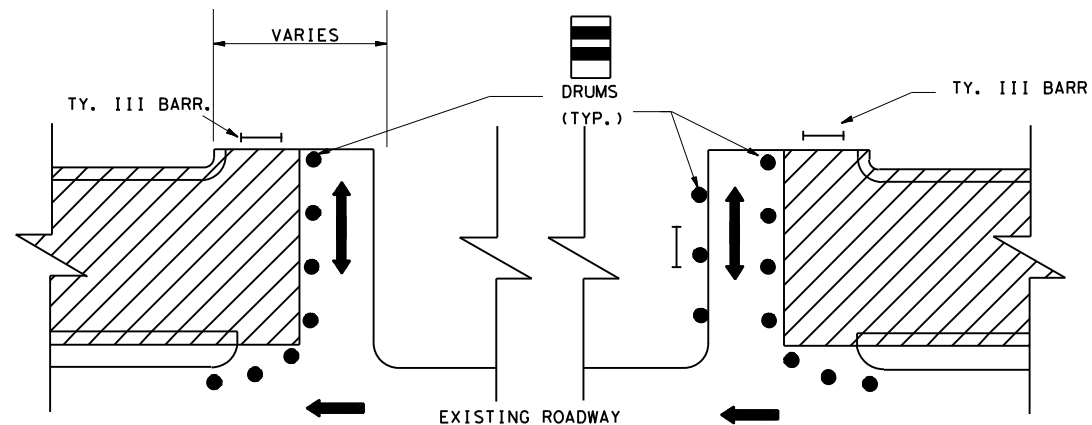 VARIES
TY. III BARR.
DRUMS
(TYP.)
TY. III BARR
EXISTING ROADWAY